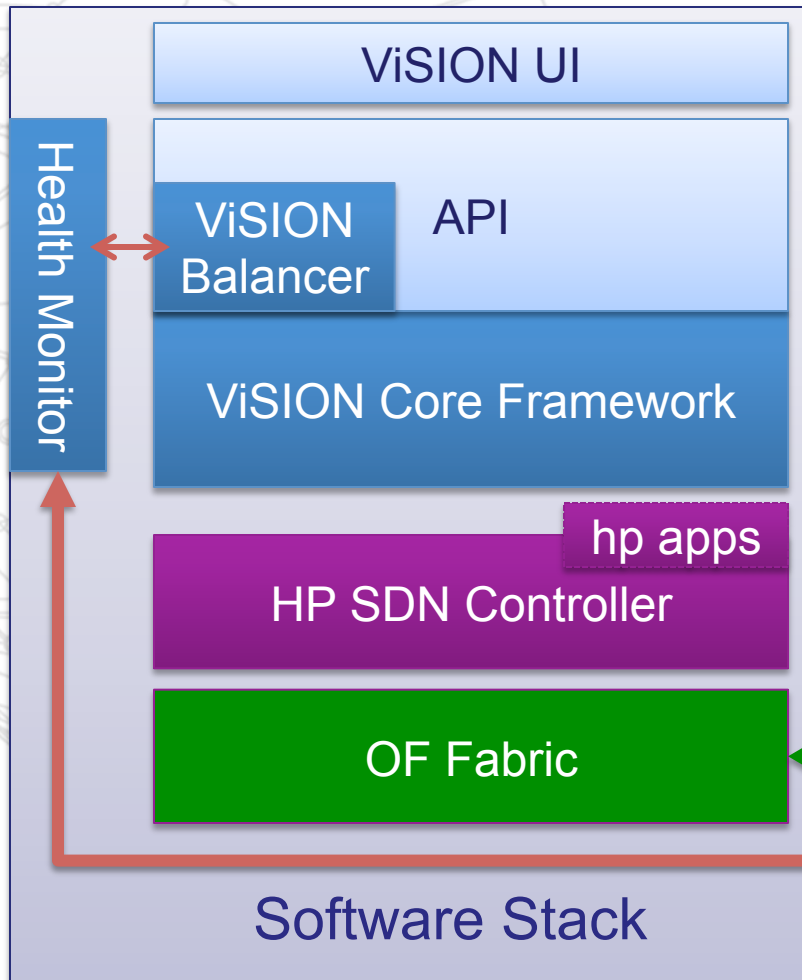 ViSION UI
Health Monitor
ViSION
Balancer
API
ViSION Core Framework
hp apps
HP SDN Controller
OF Fabric
Software Stack